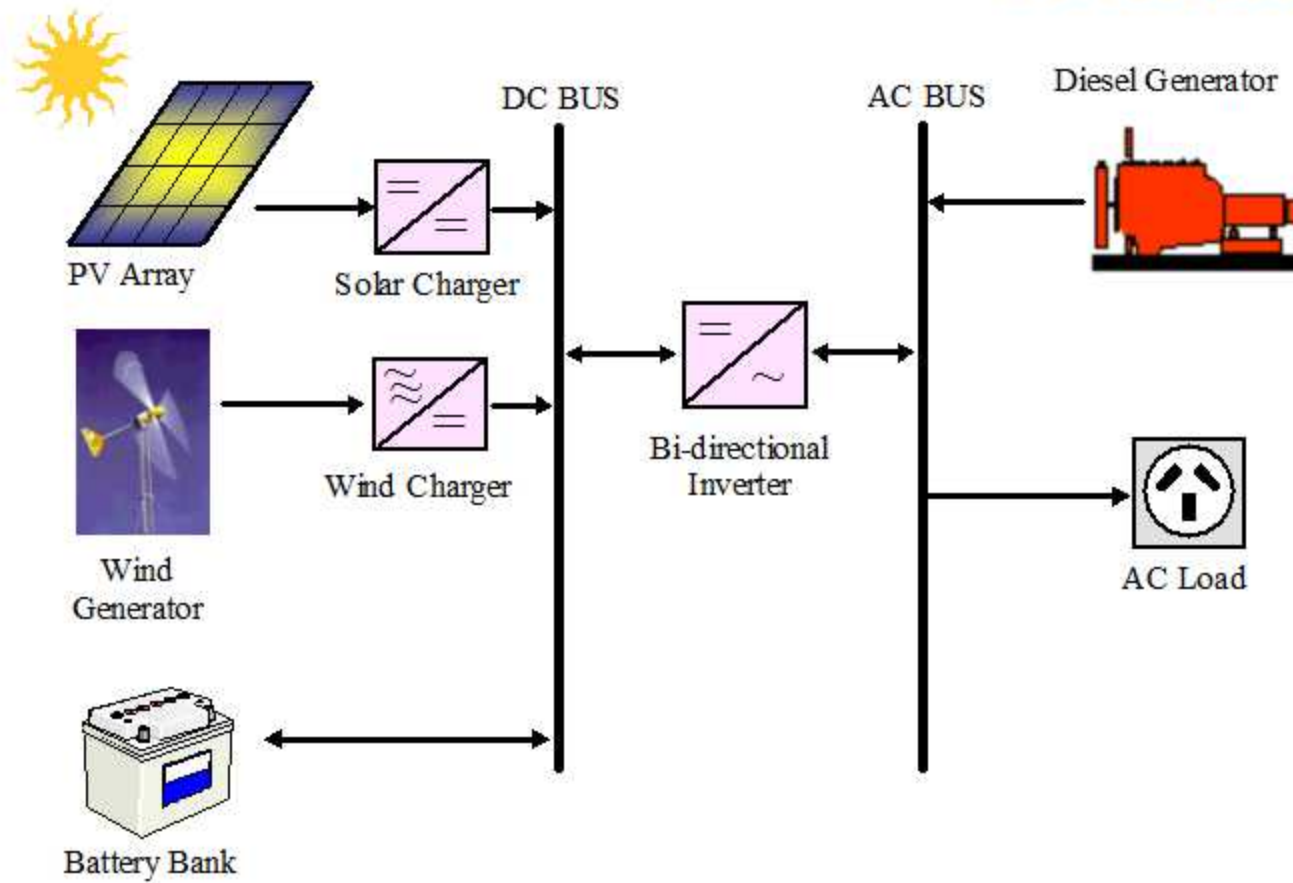 DC BUS
AC BUS
Diesel Generator
PV Array
Solar Charger
Bi-directional
Inverter
Wind Charger
Wind
Generator
AC Load
Battery Bank